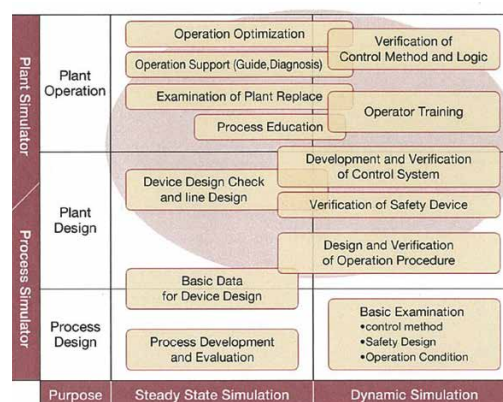 Plant Simulator
Process Simulator
Plant
Operation
Plant
Design
Process
Design
Operation Optimization
Operation Support (Guide,Diagnosis)
Examination of Plant Replace
Process Education
Verification of
Control Method and Logic
Operator Training
Development and Verification
of Control System
Device Design Check
and line Design
Verification of Safety Device
Design and Verification
of Operation Procedure
Basic Data
for Device Design
Process Development
and Evaluation
Basic Examination
•control method
•Safety Design
•Operation Condition
Purpose
Steady State Simulation
Dynamic Simulation